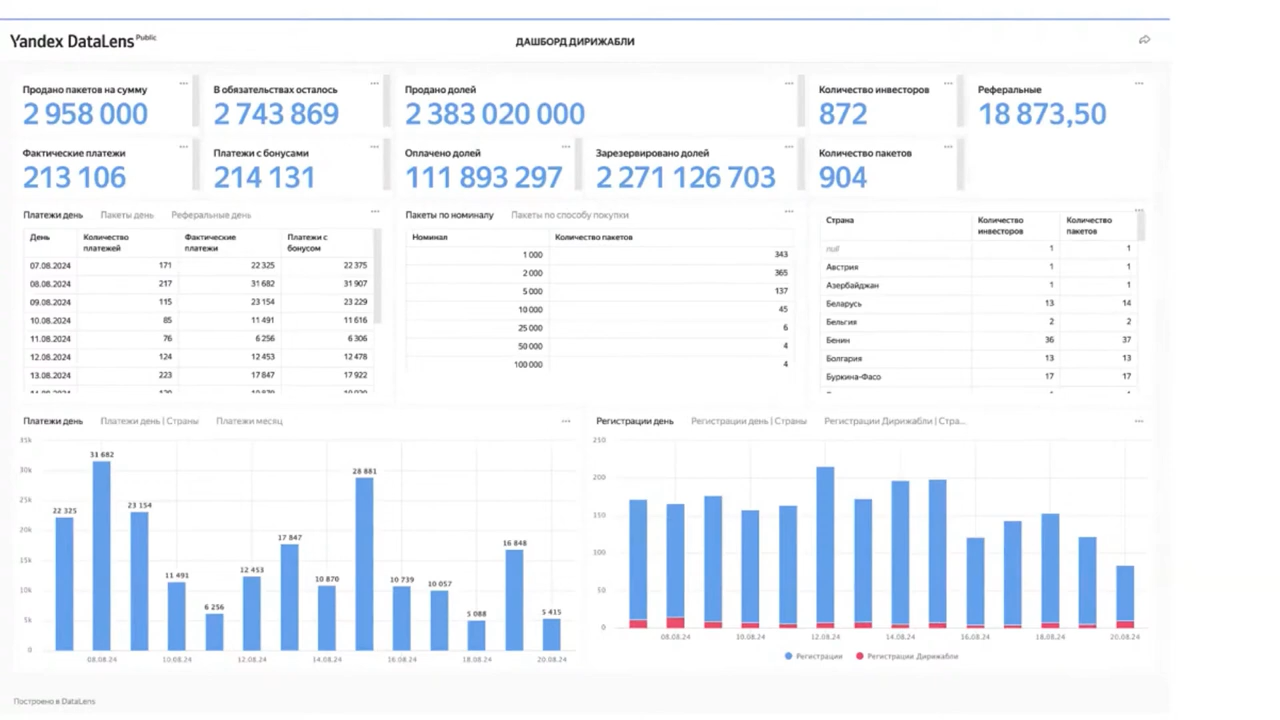 Yandex DataLens Public
ДАШБОРД ДИРИЖАБЛИ
Продано пакетов на сумму
2 958 000
В обязательствах осталось
2 743 869
Продано долей
2 383 020 000
Количество инвесторов
872
Реферальные
18 873,50
Фактические платежи
213 106
Платежи с бонусами
214 131
Оплачено долей
111 893 297
Зарезервировано долей
2 271 126 703
Количество пакетов
904
Платежи день Пакеты день Реферальные день
День Количество платежей Фактические платежи Платежи с бонусом
07.08.2024 171 22 325 22 375
08.08.2024 217 31 682 31 907
09.08.2024 115 23 154 23 229
10.08.2024 85 11 491 11 616
11.08.2024 76 6 256 6 306
12.08.2024 124 12 453 12 478
13.08.2024 223 17 847 17 922
Пакеты по номиналу Пакеты по способу покупки
Номинал Количество пакетов
1 000 343
2 000 365
5 000 137
10 000 45
25 000 6
50 000 4
100 000 4
Страна Количество инвесторов Количество пакетов
null 1 1
Австрия 1 1
Азербайджан 1 1
Беларусь 13 14
Бельгия 2 2
Бенин 36 37
Болгария 13 13
Буркина-Фасо 17 17
Платежи день Платежи день | Страны Платежи месяц
35k
30k
25k
20k
15k
10k
5k
0
22 325
31 682
23 154
11 491
6 256
12 453
17 847
10 870
28 881
10 739
10 057
5 088
16 848
5 415
08.08.24 10.08.24 12.08.24 14.08.24 16.08.24 18.08.24 20.08.24
Регистрации день Регистрации день | Страны Регистрации Дирижабли | Стра...
250
200
150
100
50
0
08.08.24 10.08.24 12.08.24 14.08.24 16.08.24 18.08.24 20.08.24
Регистрации Регистрации Дирижабли
Построено в DataLens